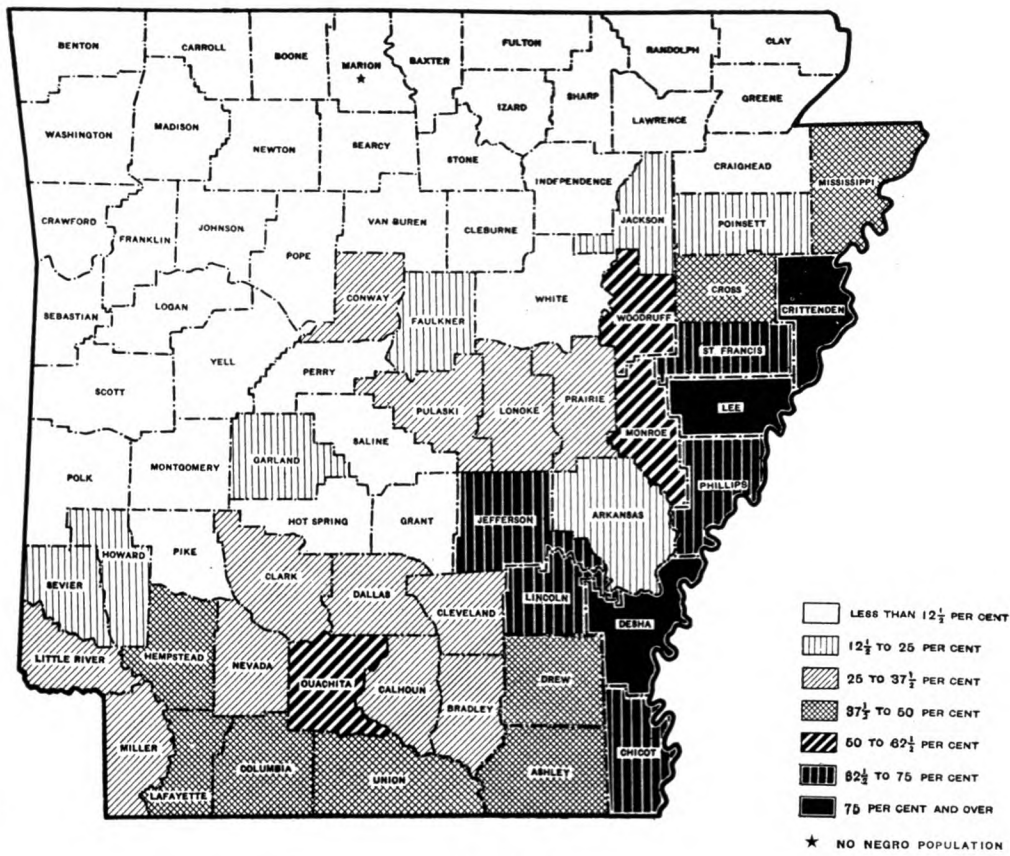 BENTON
CARROLL
BOONE
MARION
★
BAXTER
FULTON
RANDOLPH
CLAY
SHARP
IZARD
GREENE
LAWRENCE
WASHINGTON
MADISON
NEWTON
SEARCY
STONE
INDEPENDENCE
CRAIGHEAD
MISSISSIPPI
CRAWFORD
FRANKLIN
JOHNSON
VAN BUREN
CLEBURNE
JACKSON
POINSETT
POPE
CONWAY
WHITE
CROSS
SEBASTIAN
LOGAN
FAULKNER
WOODRUFF
CRITTENDEN
YELL
ST FRANCIS
SCOTT
PERRY
PULASKI
LONOKE
PRAIRIE
LEE
SALINE
MONROE
POLK
MONTGOMERY
GARLAND
PHILLIPS
HOT SPRING
GRANT
JEFFERSON
ARKANSAS
HOWARD
PIKE
SEVIER
CLARK
DALLAS
CLEVELAND
LINCOLN
DESHA
LITTLE RIVER
HEMPSTEAD
NEVADA
OUACHITA
CALHOUN
BRADLEY
DREW
MILLER
LAFAYETTE
COLUMBIA
UNION
ASHLEY
CHICOT
LESS THAN 12½ PER CENT
12½ TO 25 PER CENT
25 TO 37½ PER CENT
37½ TO 50 PER CENT
50 TO 62½ PER CENT
62½ TO 75 PER CENT
75 PER CENT AND OVER
★ NO NEGRO POPULATION